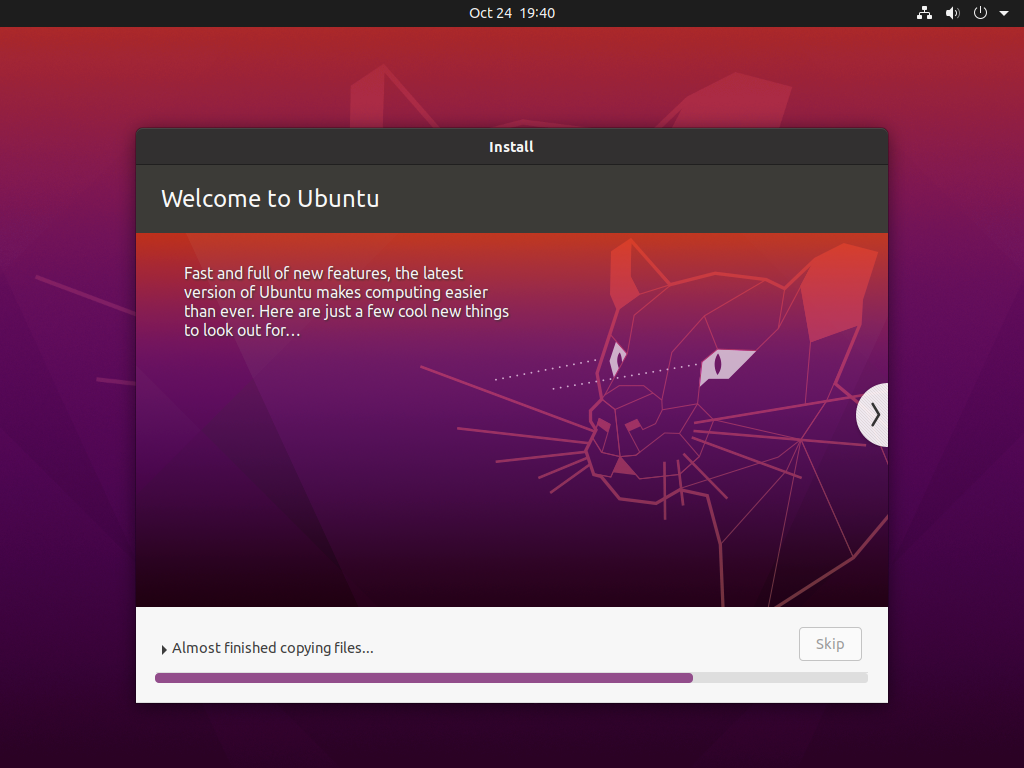 Oct 24 19:40
Install
Welcome to Ubuntu
Fast and full of new features, the latest
version of Ubuntu makes computing easier
than ever. Here are just a few cool new things
to look out for…
Almost finished copying files...
Skip